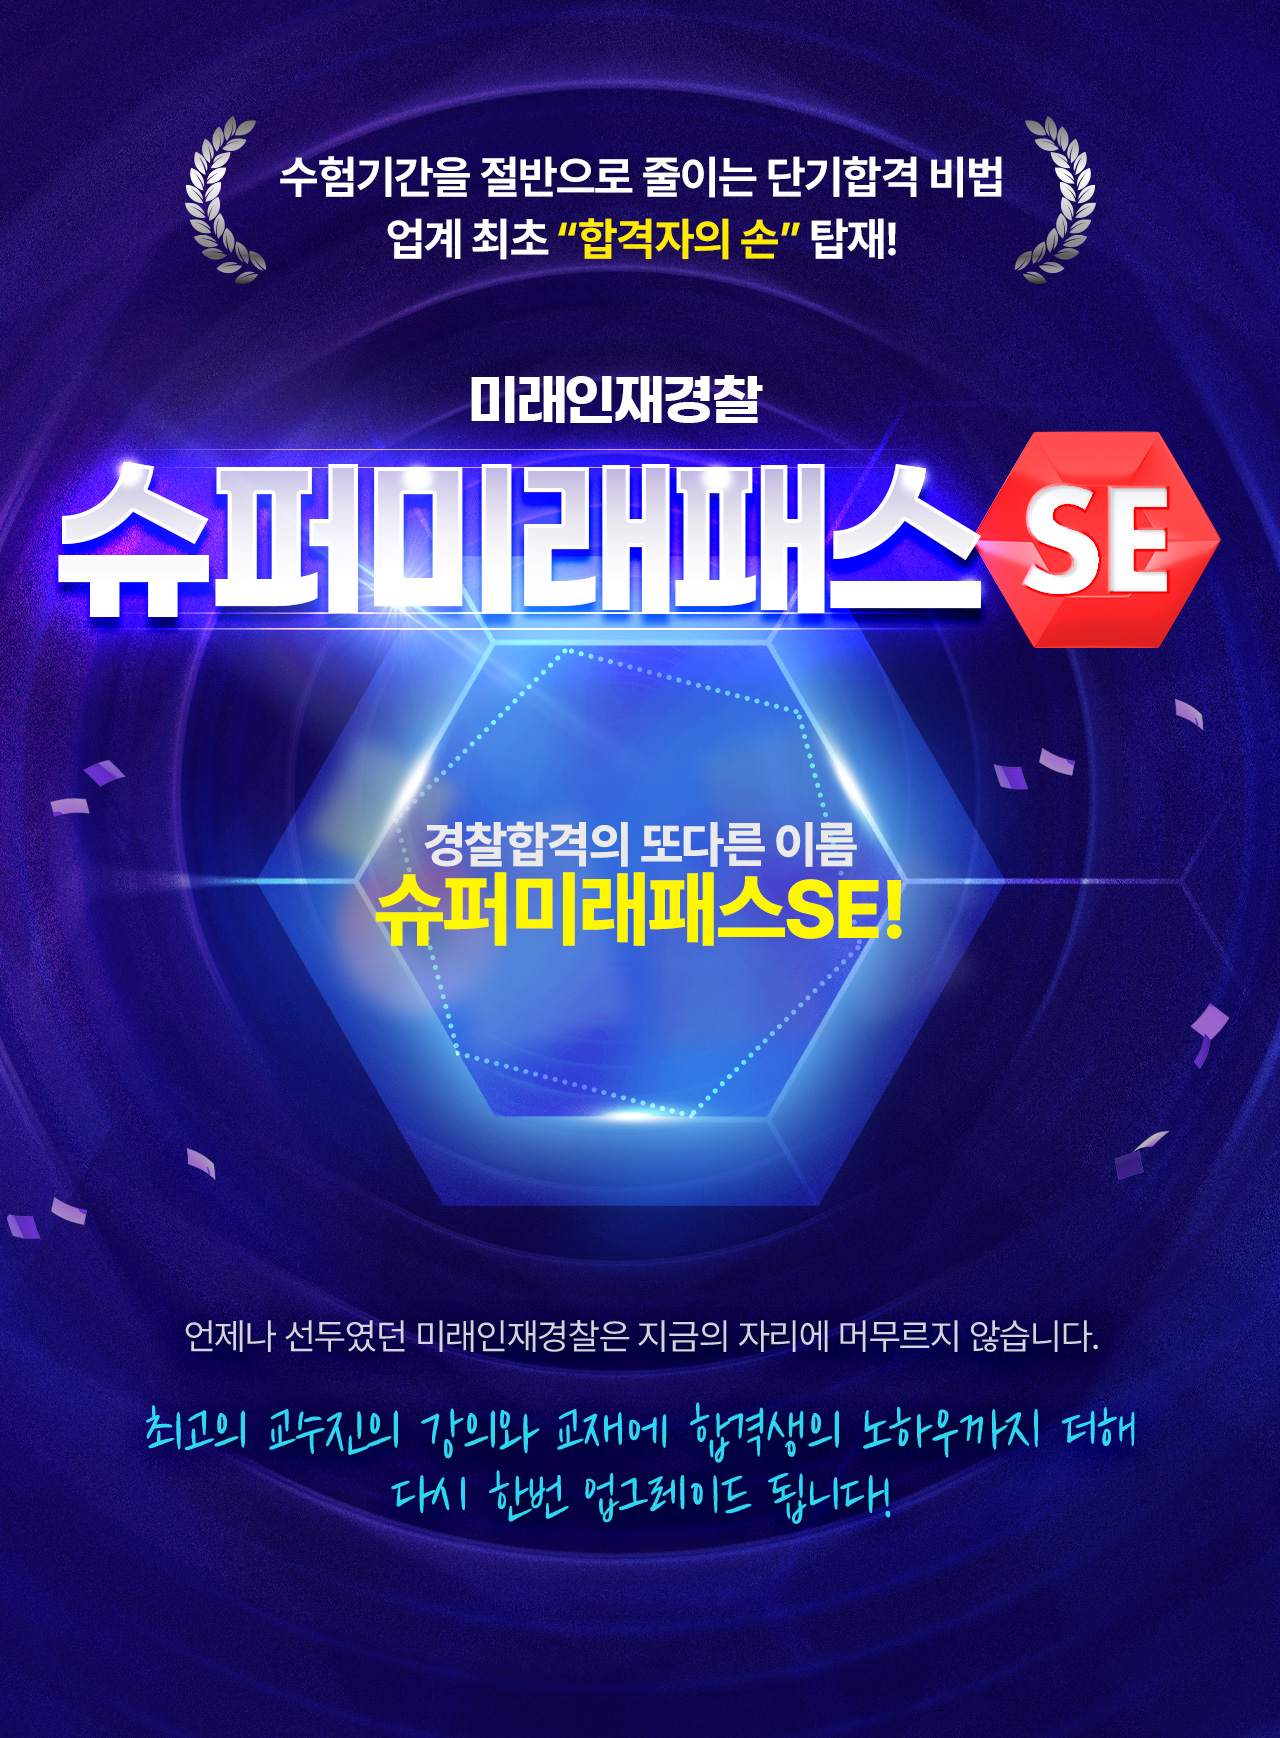 수험기간을 절반으로 줄이는 단기합격 비법
업계 최초 “합격자의 손” 탑재!
미래인재경찰
슈퍼미래패스 SE
경찰합격의 또다른 이룸
슈퍼미래패스SE!
언제나 선두였던 미래인재경찰은 지금의 자리에 머무르지 않습니다.
최고의 교수진의 강의와 교재에 합격생의 노하우까지 더해
다시 한번 업그레이드 됩니다!